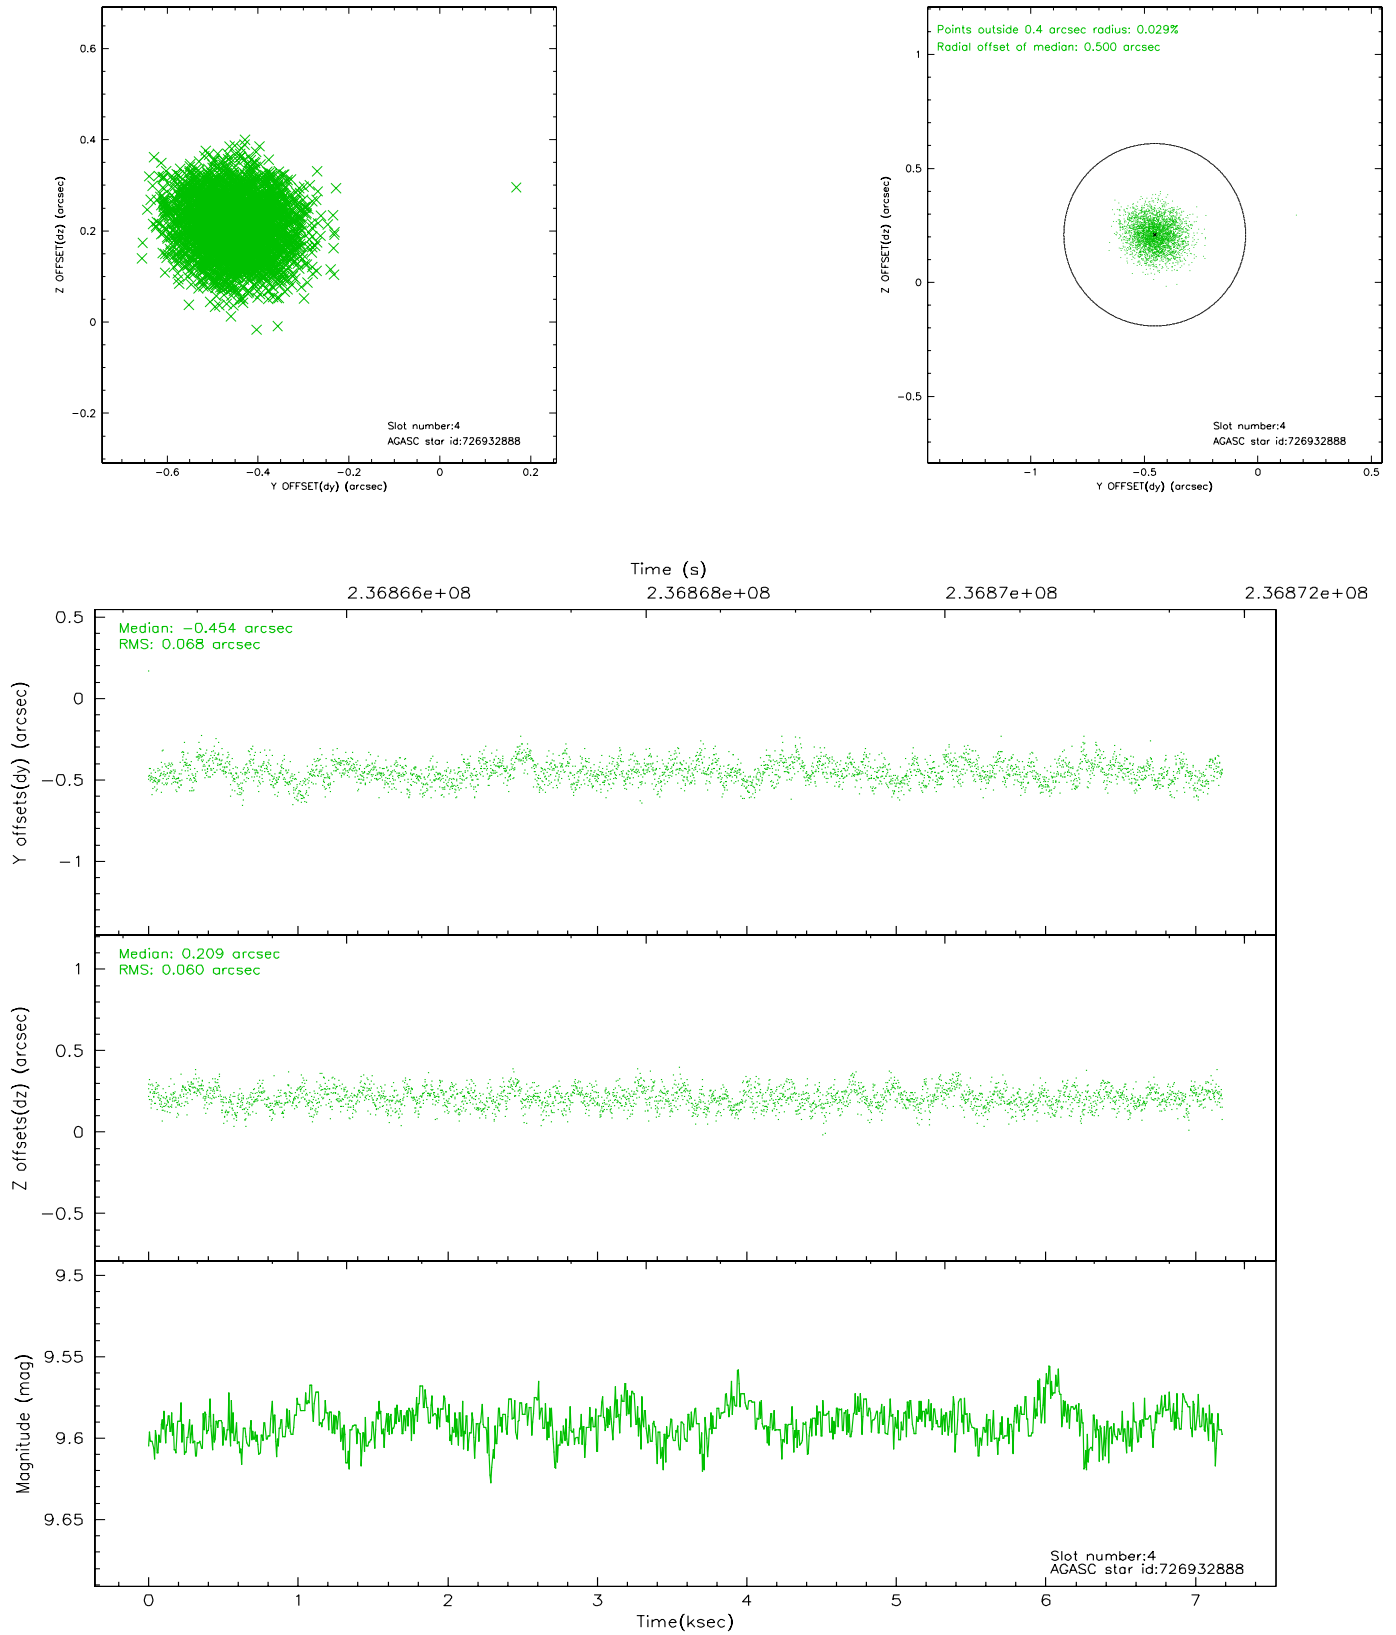 0.6
0.4
0.2
0
−0.2
Z OFFSET(dz) (arcsec)
Slot number:4
AGASC star id:726932888
−0.6 −0.4 −0.2 0 0.2
Y OFFSET(dy) (arcsec)
Points outside 0.4 arcsec radius: 0.029%
Radial offset of median: 0.500 arcsec
1
0.5
0
−0.5
Z OFFSET(dz) (arcsec)
Slot number:4
AGASC star id:726932888
−1 −0.5 0 0.5
Y OFFSET(dy) (arcsec)
Time (s)
2.36866e+08 2.36868e+08 2.3687e+08 2.36872e+08
Median: −0.454 arcsec
RMS: 0.068 arcsec
0.5
0
−0.5
−1
Y offsets(dy) (arcsec)
Median: 0.209 arcsec
RMS: 0.060 arcsec
1
0.5
0
−0.5
Z offsets(dz) (arcsec)
9.5
9.55
9.6
9.65
Magnitude (mag)
Slot number:4
AGASC star id:726932888
0 1 2 3 4 5 6 7
Time(ksec)